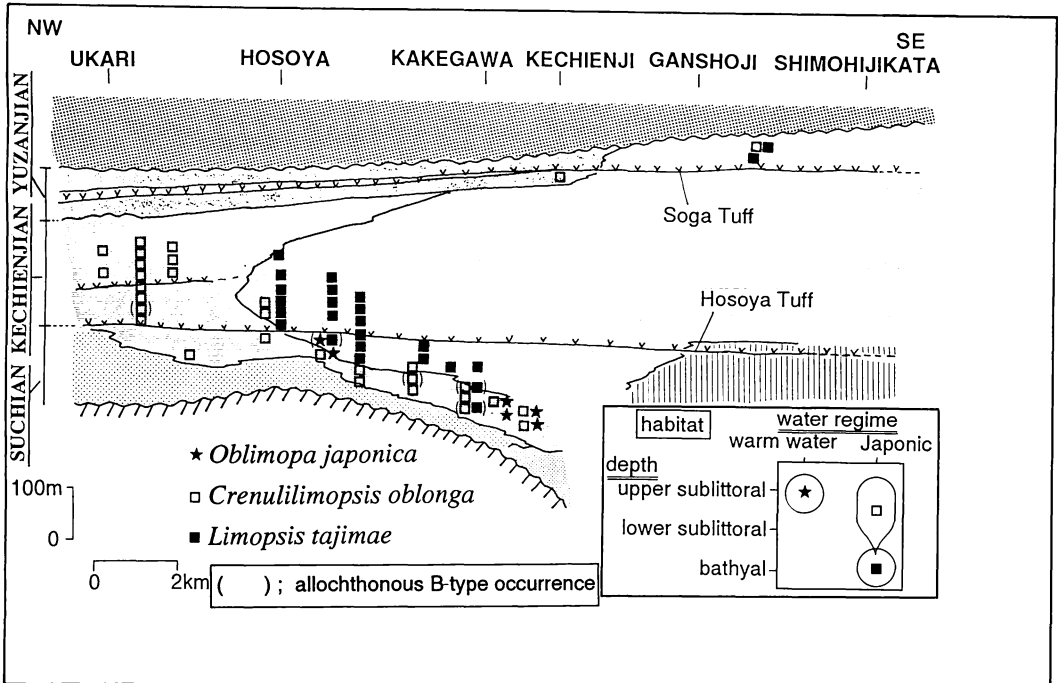 NW
SE
UKARI HOSOYA KAKEGAWA KECHIENJI GANSHOJI SHIMOHIJIKATA
SUCHIAN KECHIENJIAN YUZANJIAN
Soga Tuff
Hosoya Tuff
( )
( )
( )
( )
( )
★ Oblimopa japonica
□ Crenulilimopsis oblonga
■ Limopsis tajimae
( ) ; allochthonous B-type occurrence
100m
0
0 2km
habitat
water regime
warm water Japonic
depth
upper sublittoral
lower sublittoral
bathyal